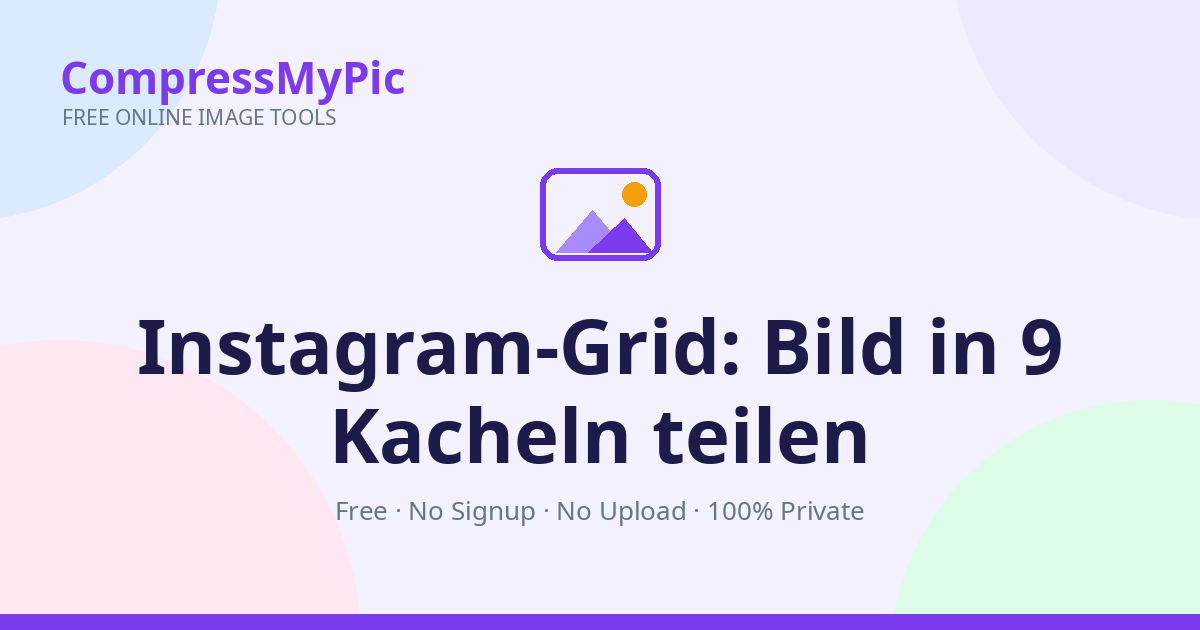 CompressMyPic
FREE ONLINE IMAGE TOOLS
Instagram-Grid: Bild in 9
Kacheln teilen
Free · No Signup · No Upload · 100% Private